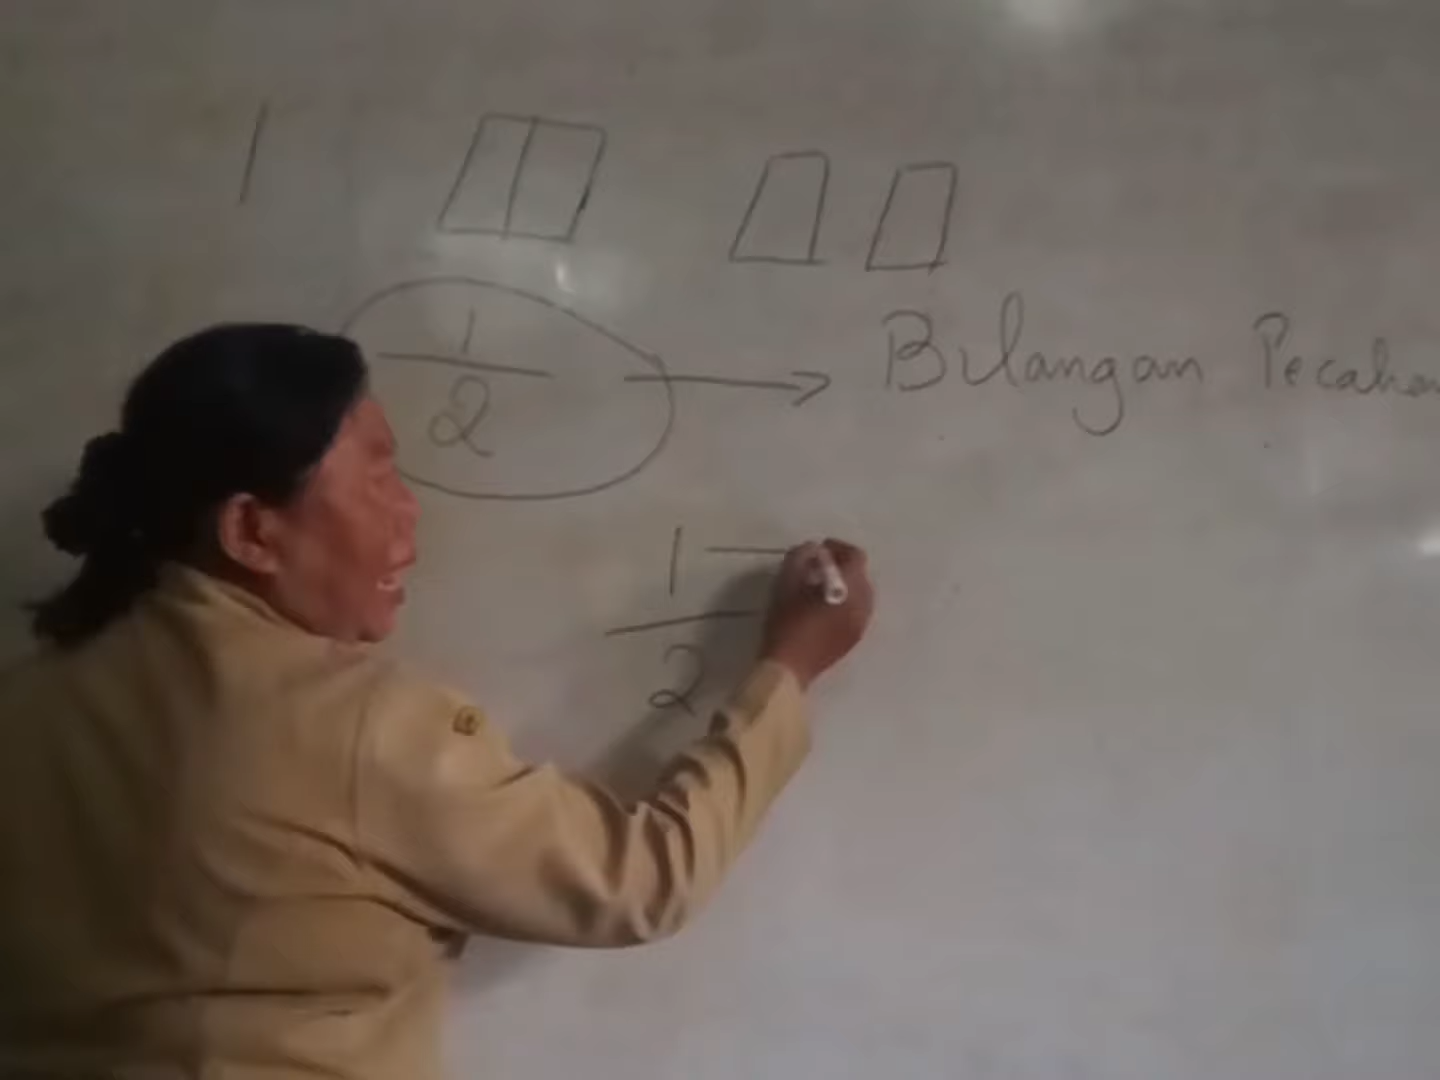 1
1/2 → Bilangan Pecahan
1 —
2